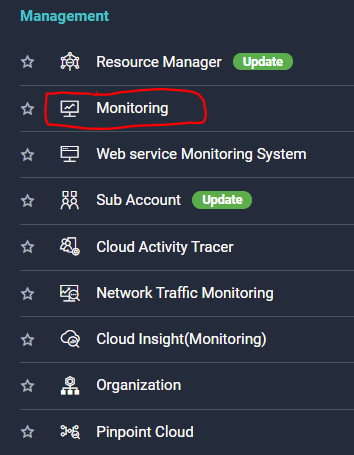 Management
Resource Manager Update
Monitoring
Web service Monitoring System
Sub Account Update
Cloud Activity Tracer
Network Traffic Monitoring
Cloud Insight(Monitoring)
Organization
Pinpoint Cloud